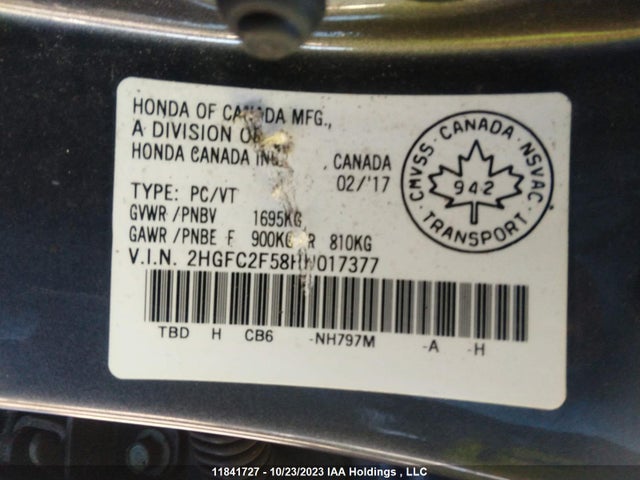 HONDA OF CANADA MFG.,
A DIVISION OF
HONDA CANADA INC. , CANADA
02/'17
TYPE: PC/VT
GVWR /PNBV 1695KG
GAWR /PNBE F 900KG R 810KG
V.I.N. 2HGFC2F58HH017377
TBD H CB6 -NH797M -A -H
CANADA
CMVSS NSVAC
942
TRANSPORT
11841727 - 10/23/2023 IAA Holdings , LLC